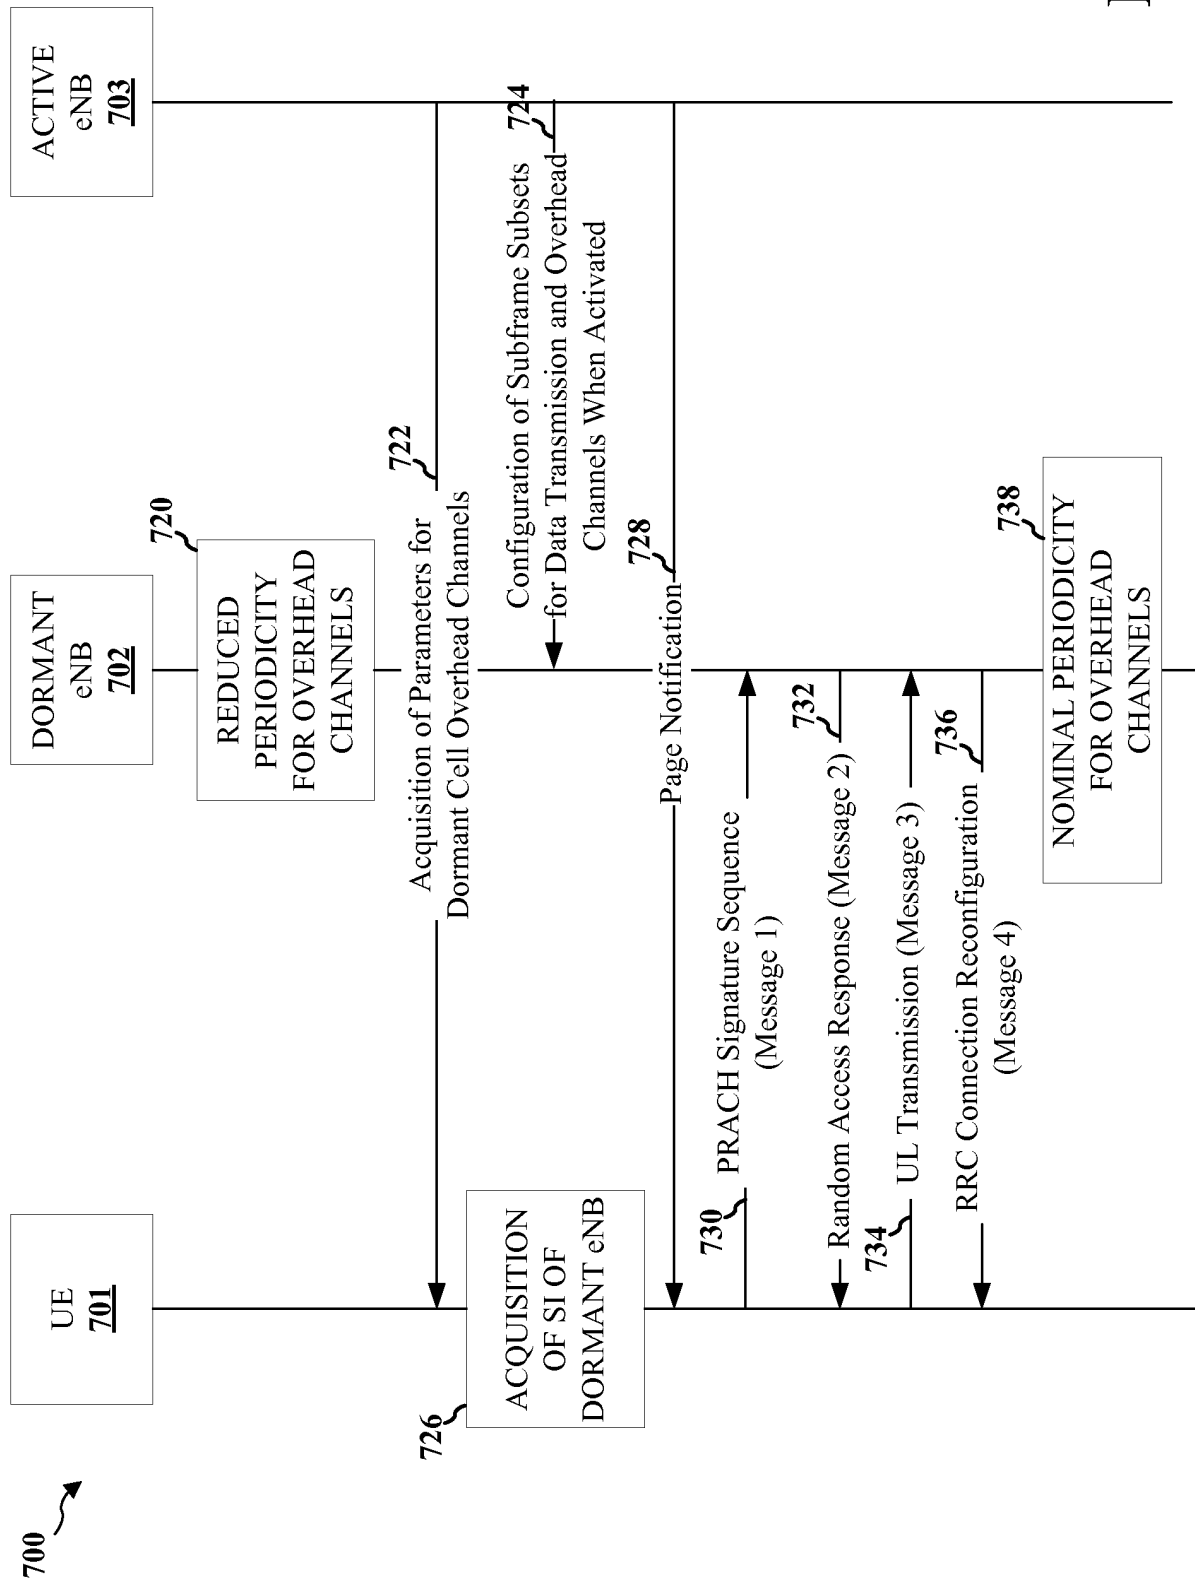 700
UE
701
DORMANT
eNB
702
ACTIVE
eNB
703
720
REDUCED
PERIODICITY
FOR OVERHEAD
CHANNELS
722
Acquisition of Parameters for
Dormant Cell Overhead Channels
724
Configuration of Subframe Subsets
for Data Transmission and Overhead
Channels When Activated
726
ACQUISITION
OF SI OF
DORMANT eNB
728
Page Notification
730
PRACH Signature Sequence
(Message 1)
732
Random Access Response (Message 2)
734
UL Transmission (Message 3)
736
RRC Connection Reconfiguration
(Message 4)
738
NOMINAL PERIODICITY
FOR OVERHEAD
CHANNELS